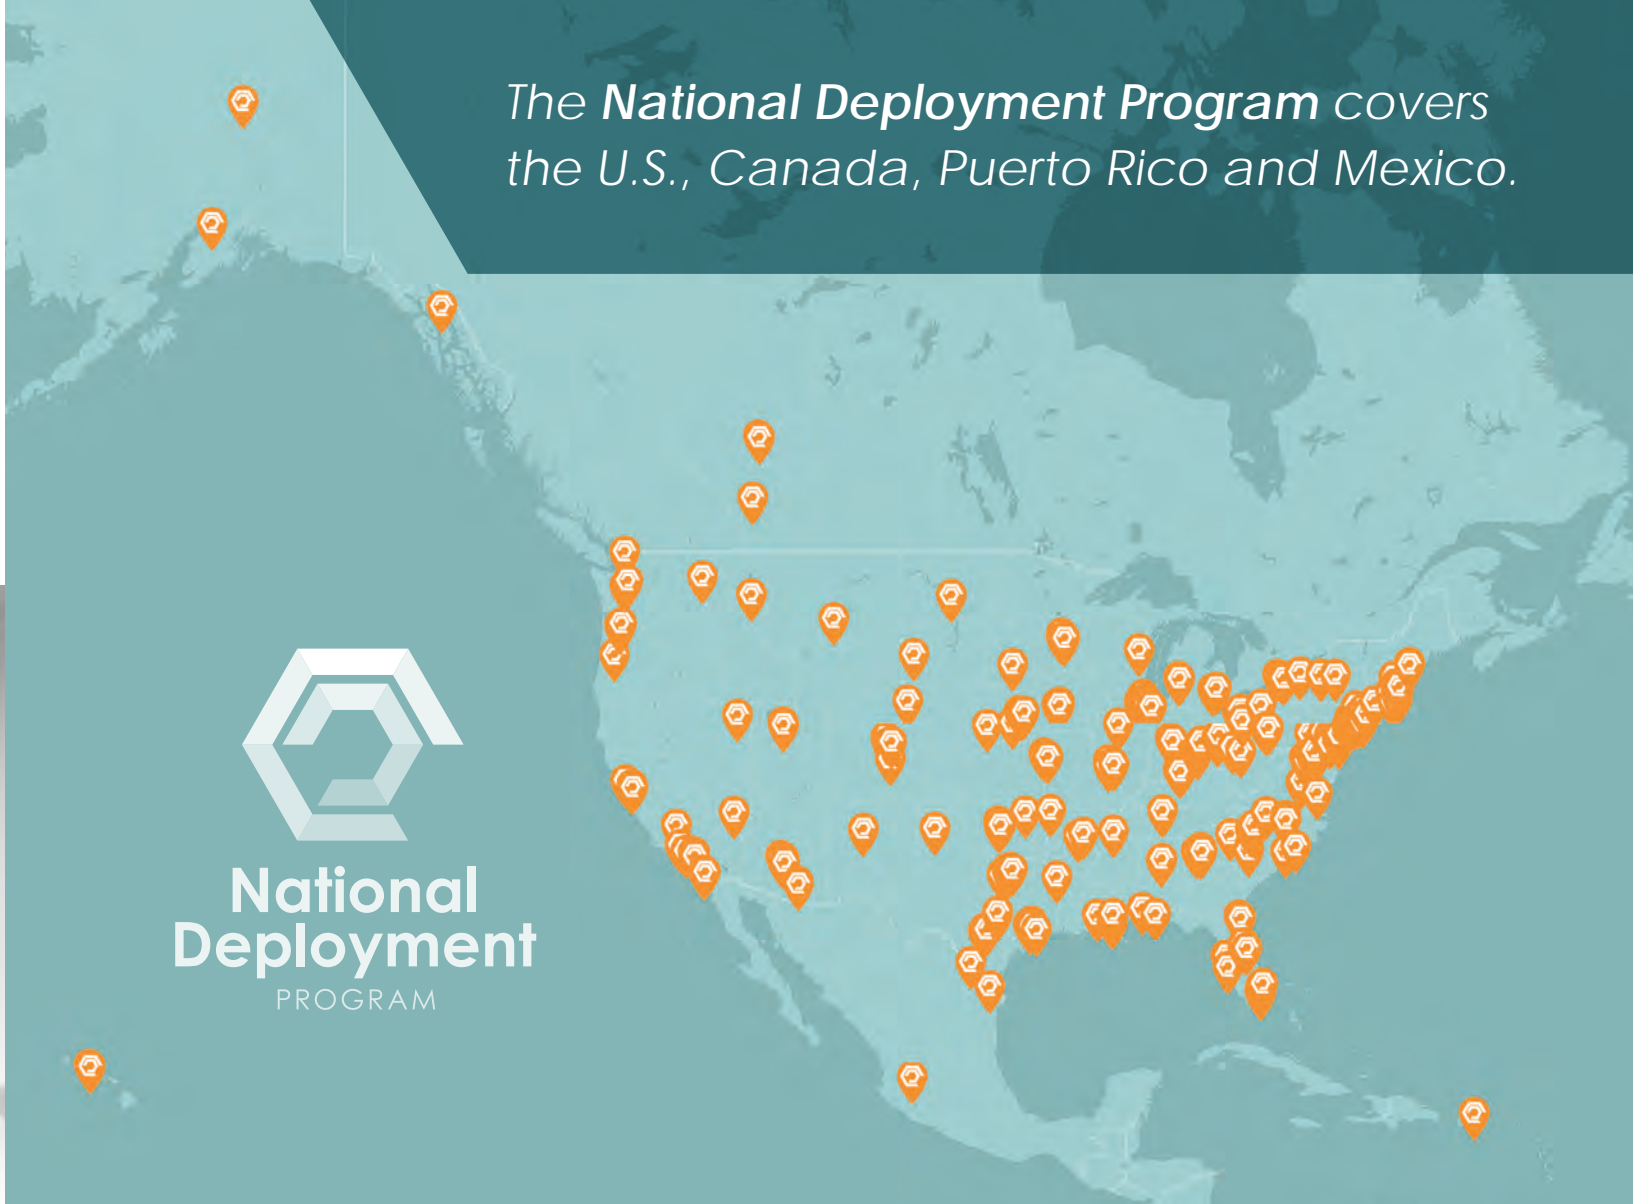 The National Deployment Program covers
the U.S., Canada, Puerto Rico and Mexico.
National
Deployment
PROGRAM